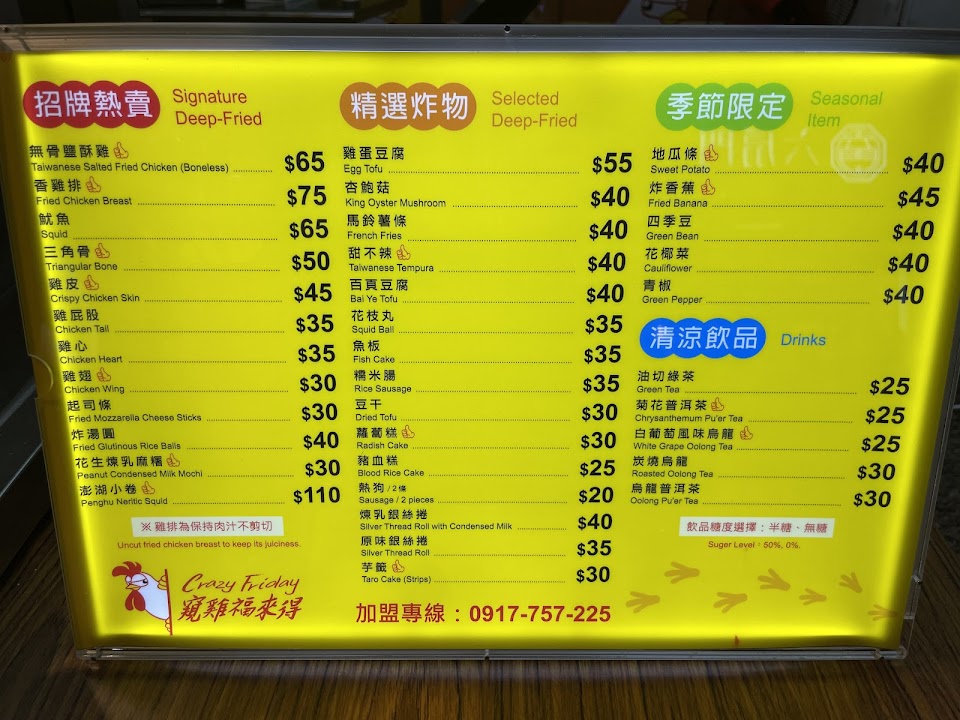 招牌熱賣
Signature
Deep-Fried
無骨鹽酥雞 $65
Taiwanese Salted Fried Chicken (Boneless)
香雞排 $75
Fried Chicken Breast
魷魚 $65
Squid
三角骨 $50
Triangular Bone
雞皮 $45
Crispy Chicken Skin
雞屁股 $35
Chicken Tail
雞心 $35
Chicken Heart
雞翅 $30
Chicken Wing
起司條 $30
Fried Mozzarella Cheese Sticks
炸湯圓 $40
Fried Glutinous Rice Balls
花生煉乳麻糬 $30
Peanut Condensed Milk Mochi
澎湖小卷 $110
Penghu Neritic Squid
※ 雞排為保持肉汁不剪切
Uncut fried chicken breast to keep its juiciness.
Crazy Friday
窺雞福來得
精選炸物
Selected
Deep-Fried
雞蛋豆腐 $55
Egg Tofu
杏鮑菇 $40
King Oyster Mushroom
馬鈴薯條 $40
French Fries
甜不辣 $40
Taiwanese Tempura
百頁豆腐 $40
Bai Ye Tofu
花枝丸 $35
Squid Ball
魚板 $35
Fish Cake
糯米腸 $35
Rice Sausage
豆干 $30
Dried Tofu
蘿蔔糕 $30
Radish Cake
豬血糕 $25
Blood Rice Cake
熱狗 / 2條 $20
Sausage / 2 pieces
煉乳銀絲捲 $40
Silver Thread Roll with Condensed Milk
原味銀絲捲 $35
Silver Thread Roll
芋籤 $30
Taro Cake (Strips)
加盟專線：0917-757-225
季節限定
Seasonal
Item
地瓜條 $40
Sweet Potato
炸香蕉 $45
Fried Banana
四季豆 $40
Green Bean
花椰菜 $40
Cauliflower
青椒 $40
Green Pepper
清涼飲品
Drinks
油切綠茶 $25
Green Tea
菊花普洱茶 $25
Chrysanthemum Pu'er Tea
白葡萄風味烏龍 $25
White Grape Oolong Tea
炭燒烏龍 $30
Roasted Oolong Tea
烏龍普洱茶 $30
Oolong Pu'er Tea
飲品糖度選擇：半糖、無糖
Suger Level：50%, 0%.